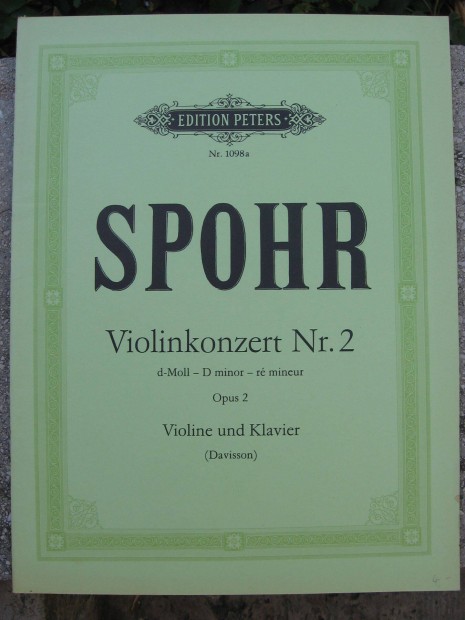 EDITION PETERS
Nr. 1098a
SPOHR
Violinkonzert Nr. 2
d-Moll – D minor – ré mineur
Opus 2
Violine und Klavier
(Davisson)